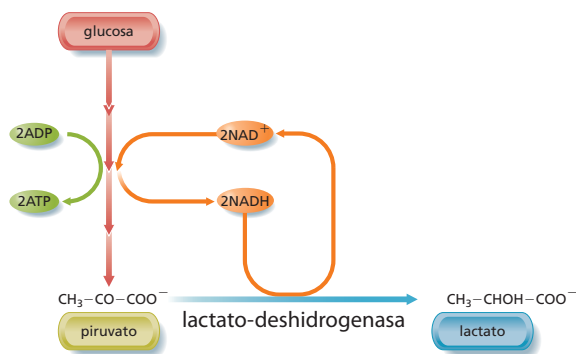 glucosa
2ADP
2NAD⁺
2ATP
2NADH
CH₃–CO–COO⁻
CH₃–CHOH–COO⁻
lactato-deshidrogenasa
piruvato
lactato